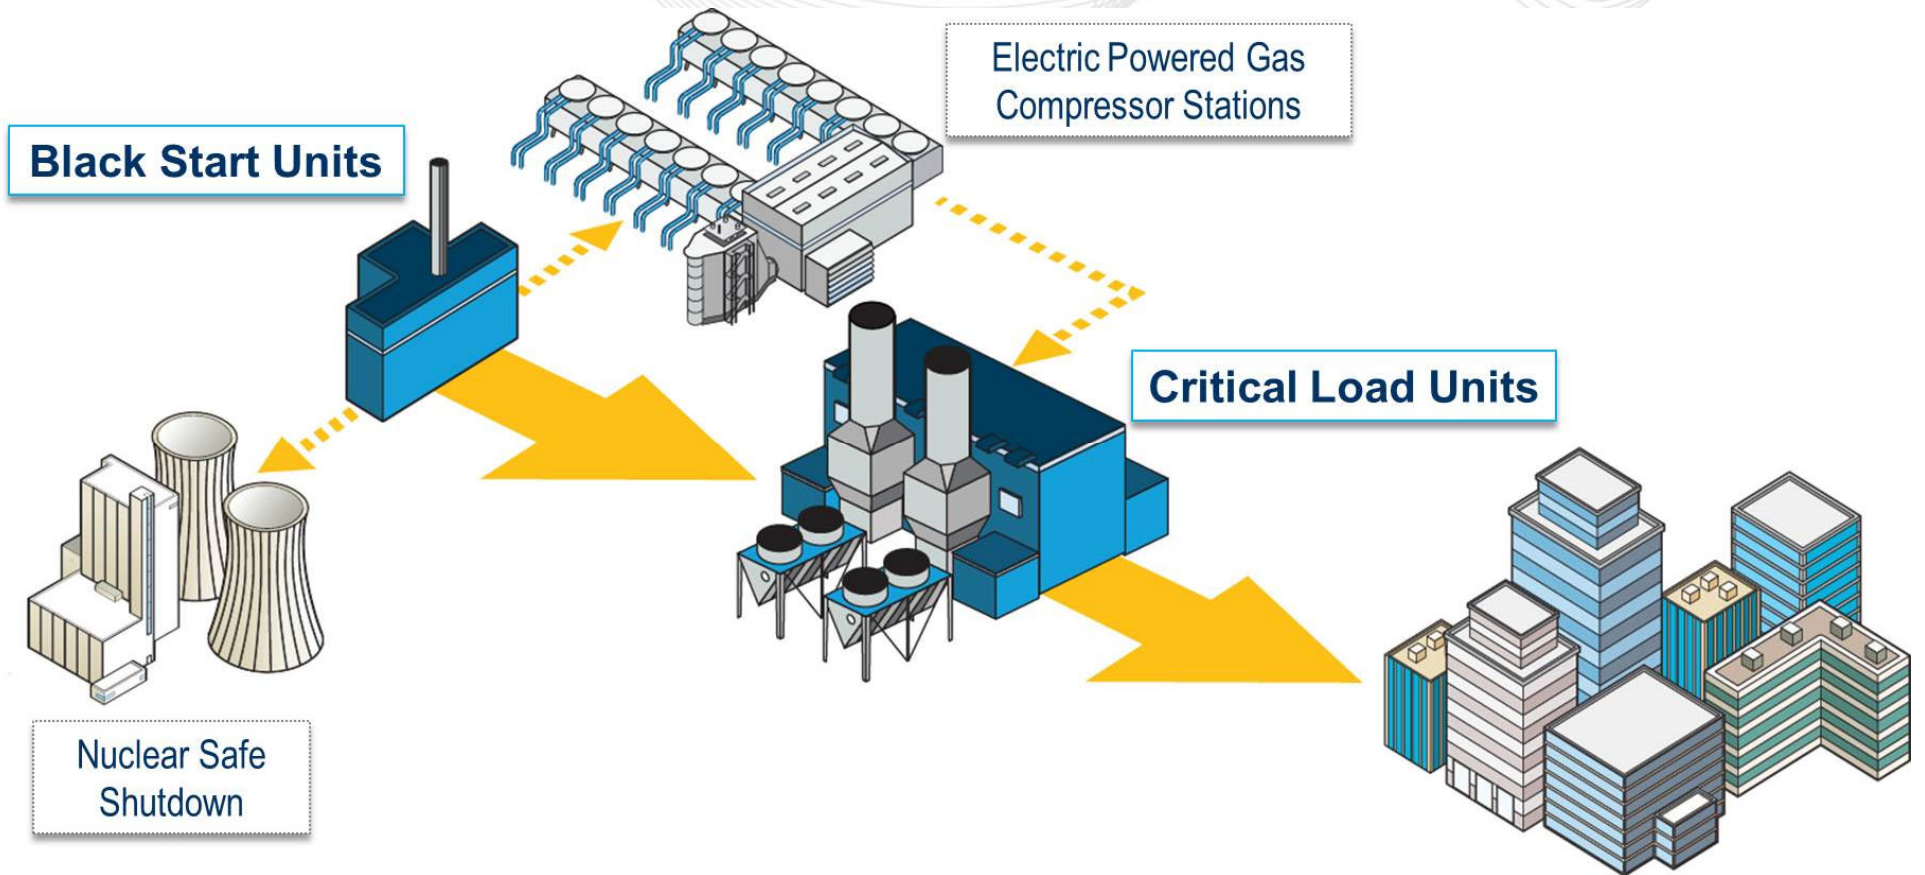 Electric Powered Gas
Compressor Stations
Black Start Units
Critical Load Units
Nuclear Safe
Shutdown